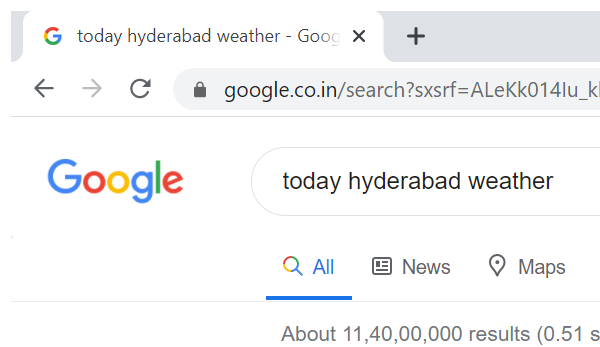 today hyderabad weather - Goog
google.co.in/search?sxsrf=ALeKk014Iu_k
Google
today hyderabad weather
All News Maps
About 11,40,00,000 results (0.51 s